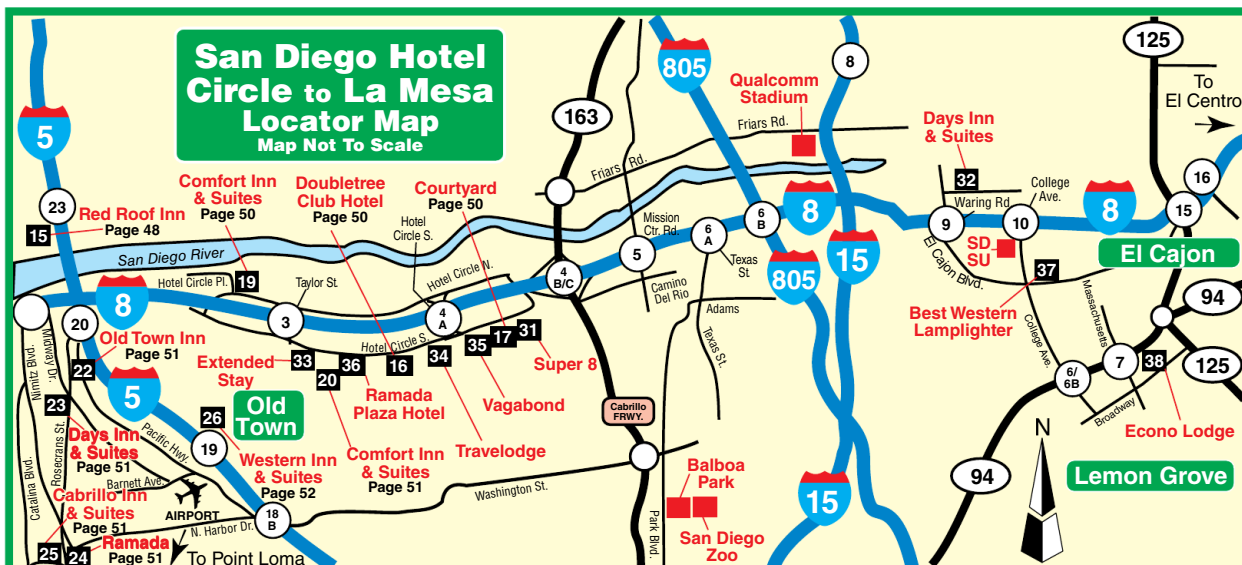 San Diego Hotel
Circle to La Mesa
Locator Map
Map Not To Scale
5
805
8
125
To
El Centro
163
Qualcomm
Stadium
Friars Rd.
Friars Rd.
Days Inn
& Suites
32
Waring Rd.
College
Ave.
16
15
8
9
10
SD
SU
El Cajon
23
15
Red Roof Inn
Page 48
Comfort Inn
& Suites
Page 50
Doubletree
Club Hotel
Page 50
Courtyard
Page 50
Hotel
Circle S.
San Diego River
Mission
Ctr. Rd.
6
A
Texas
St.
6
B
8
15
805
5
4
B/C
Camino
Del Rio
Hotel Circle Pl.
19
Taylor St.
Hotel Circle N.
8
3
4
A
Hotel Circle S.
El Cajon Blvd.
37
Best Western
Lamplighter
Massachusetts
94
125
20
Old Town Inn
Page 51
22
Midway Dr.
Nimitz Blvd.
5
Extended
Stay
33
20
36
16
34
35
17
31
Super 8
Ramada
Plaza Hotel
Vagabond
Travelodge
Comfort Inn
& Suites
Page 51
Adams
Texas St.
College Ave.
6/
6B
7
38
Broadway
Econo Lodge
Old
Town
23
Days Inn
& Suites
Page 51
Rosecrans St.
Pacific Hwy.
26
19
Western Inn
& Suites
Page 52
Cabrillo
FRWY.
Barnett Ave.
AIRPORT
Catalina Blvd.
Cabrillo Inn
& Suites
Page 51
N. Harbor Dr.
18
B
Washington St.
Park Blvd.
Balboa
Park
San Diego
Zoo
15
94
N
Lemon Grove
25
24
Ramada
Page 51
To Point Loma